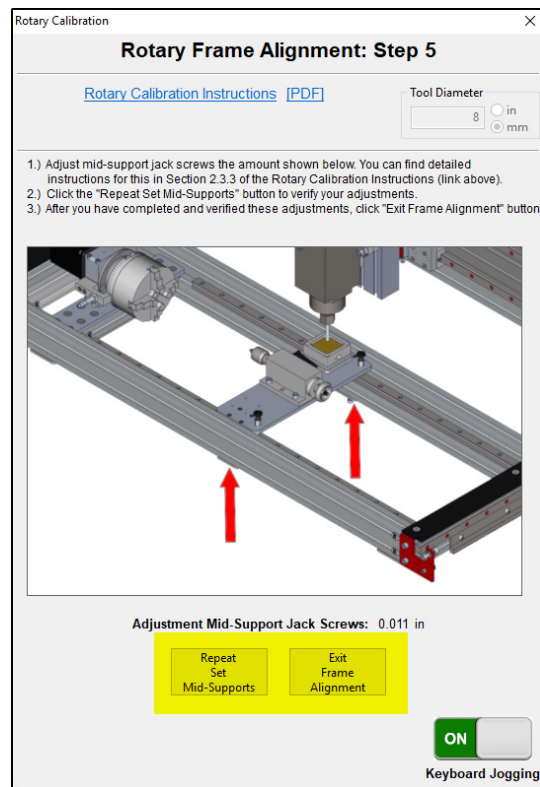 Rotary Calibration
Rotary Frame Alignment: Step 5
Rotary Calibration Instructions [PDF]
Tool Diameter
8
in
mm
1.) Adjust mid-support jack screws the amount shown below. You can find detailed
instructions for this in Section 2.3.3 of the Rotary Calibration Instructions (link above).
2.) Click the "Repeat Set Mid-Supports" button to verify your adjustments.
3.) After you have completed and verified these adjustments, click "Exit Frame Alignment" button
Adjustment Mid-Support Jack Screws: 0.011 in
Repeat
Set
Mid-Supports
Exit
Frame
Alignment
ON
Keyboard Jogging